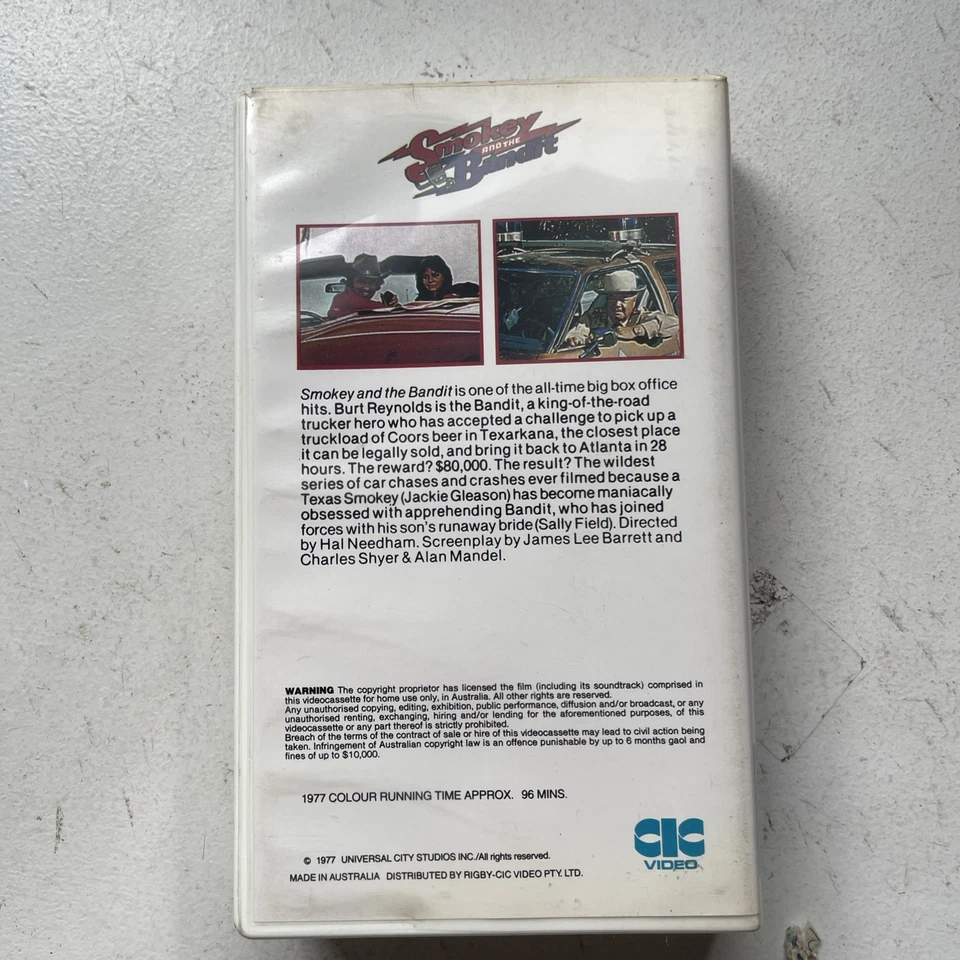 Smokey
AND THE
Bandit
Smokey and the Bandit is one of the all-time big box office
hits. Burt Reynolds is the Bandit, a king-of-the-road
trucker hero who has accepted a challenge to pick up a
truckload of Coors beer in Texarkana, the closest place
it can be legally sold, and bring it back to Atlanta in 28
hours. The reward? $80,000. The result? The wildest
series of car chases and crashes ever filmed because a
Texas Smokey (Jackie Gleason) has become maniacally
obsessed with apprehending Bandit, who has joined
forces with his son's runaway bride (Sally Field). Directed
by Hal Needham. Screenplay by James Lee Barrett and
Charles Shyer & Alan Mandel.
WARNING The copyright proprietor has licensed the film (including its soundtrack) comprised in
this videocassette for home use only, in Australia. All other rights are reserved.
Any unauthorised copying, editing, exhibition, public performance, diffusion and/or broadcast, or any
unauthorised renting, exchanging, hiring and/or lending for the aforementioned purposes, of this
videocassette or any part thereof is strictly prohibited.
Breach of the terms of the contract of sale or hire of this videocassette may lead to civil action being
taken. Infringement of Australian copyright law is an offence punishable by up to 6 months gaol and
fines of up to $10,000.
1977 COLOUR RUNNING TIME APPROX. 96 MINS.
CIC
VIDEO
© 1977 UNIVERSAL CITY STUDIOS INC./All rights reserved.
MADE IN AUSTRALIA DISTRIBUTED BY RIGBY-CIC VIDEO PTY. LTD.